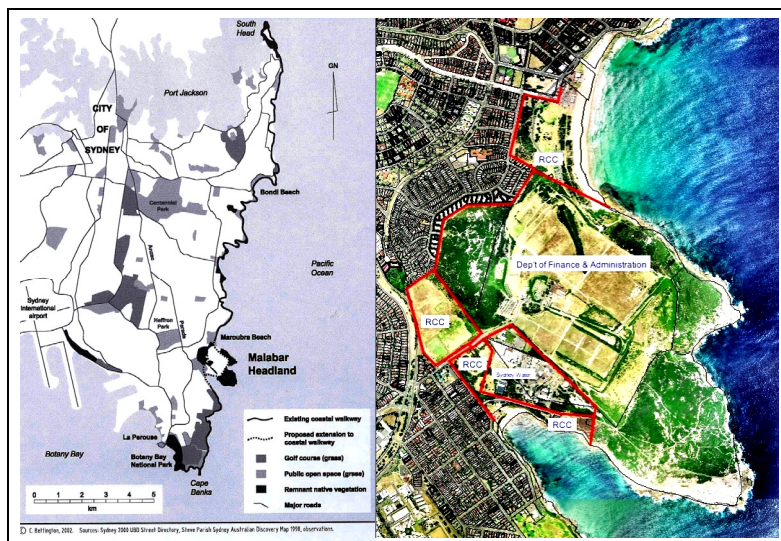 South
Head
GN
Port Jackson
CITY
OF
SYDNEY
Bondi Beach
Centennial
Park
Anzac
Parade
Pacific
Ocean
Sydney
International
airport
Heffron
Park
Maroubra Beach
Malabar
Headland
La Perouse
Botany Bay
Botany Bay
National Park
Cape
Banks
Existing coastal walkway
Proposed extension to
coastal walkway
Golf course (grass)
Public open space (grass)
Remnant native vegetation
Major roads
0 1 2 3 4 5
km
© C. Bettington, 2002. Sources: Sydney 2000 UBD Street Directory, Steve Parish Sydney Australian Discovery Map 1998, observations.
RCC
Dep't of Finance & Administration
RCC
RCC
Sydney Water
RCC